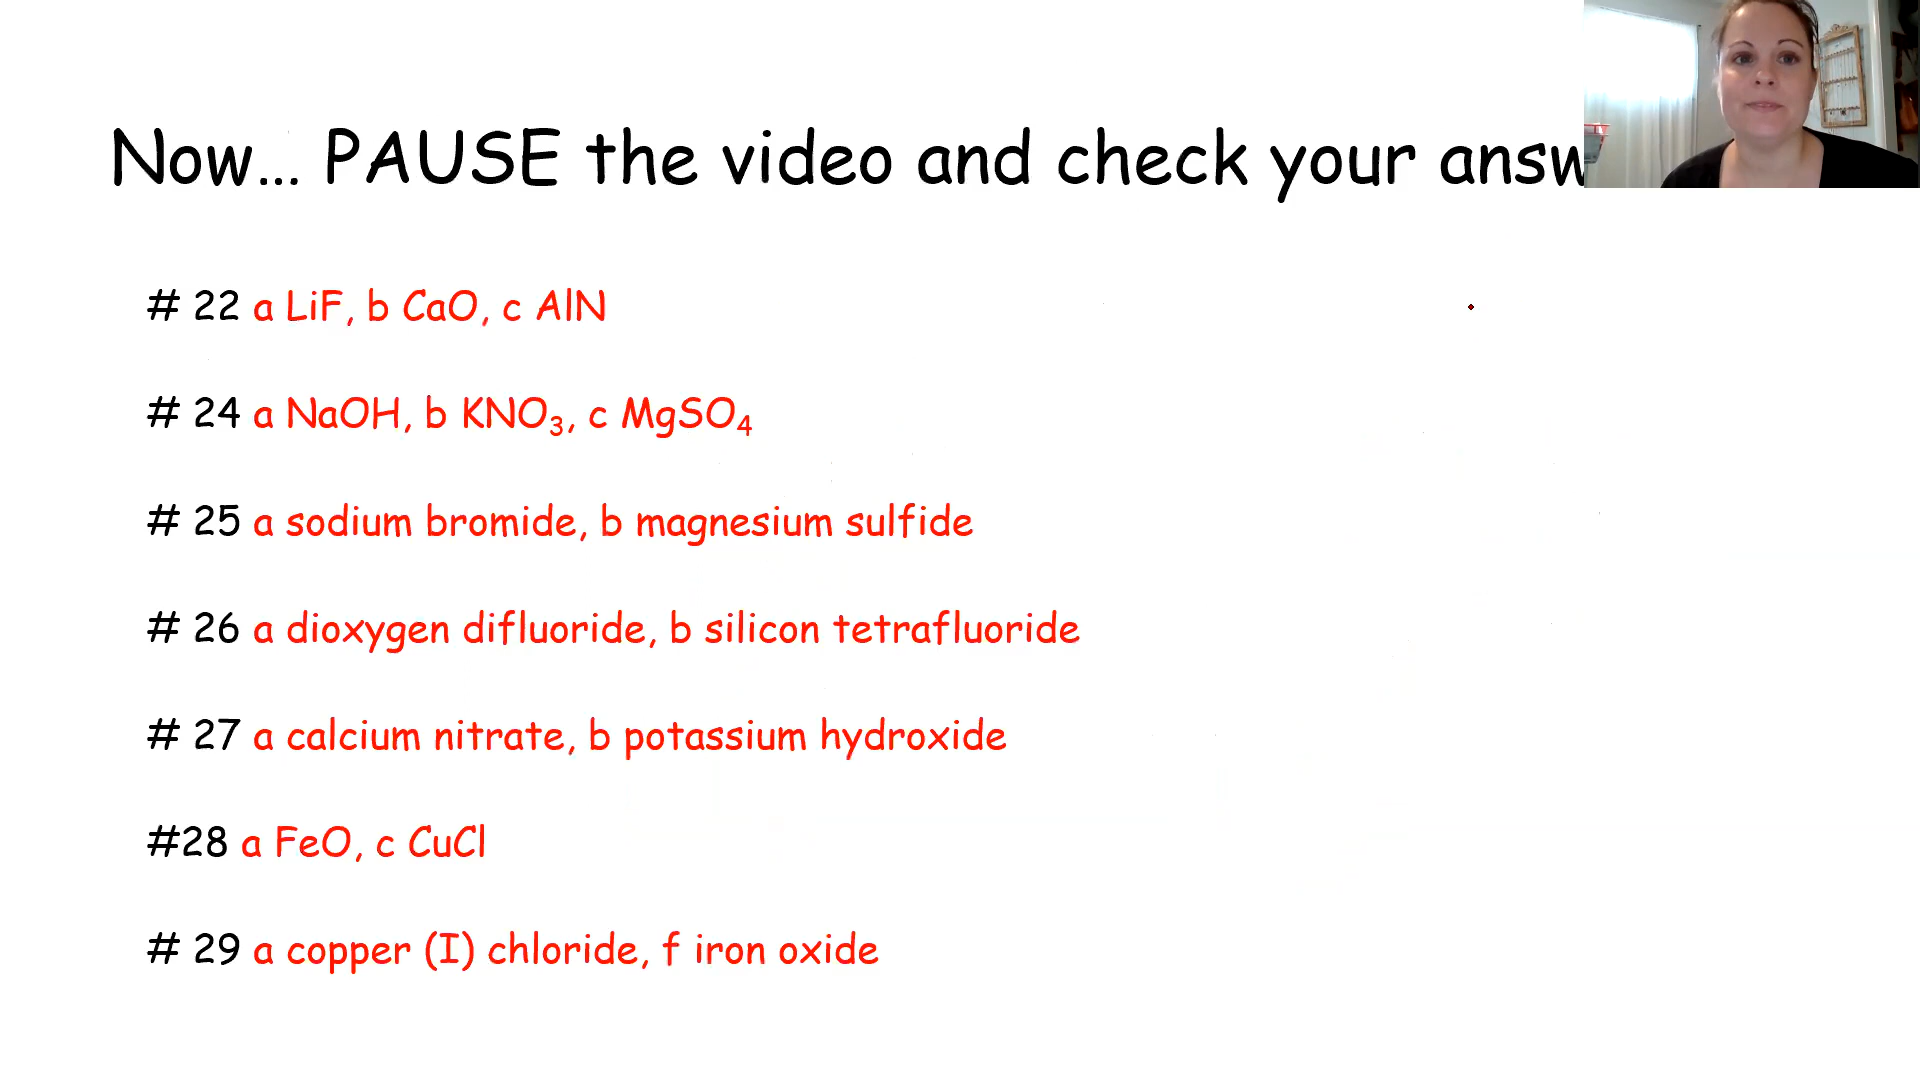 Now... PAUSE the video and check your answ
# 22 a LiF, b CaO, c AlN
# 24 a NaOH, b KNO₃, c MgSO₄
# 25 a sodium bromide, b magnesium sulfide
# 26 a dioxygen difluoride, b silicon tetrafluoride
# 27 a calcium nitrate, b potassium hydroxide
#28 a FeO, c CuCl
# 29 a copper (I) chloride, f iron oxide